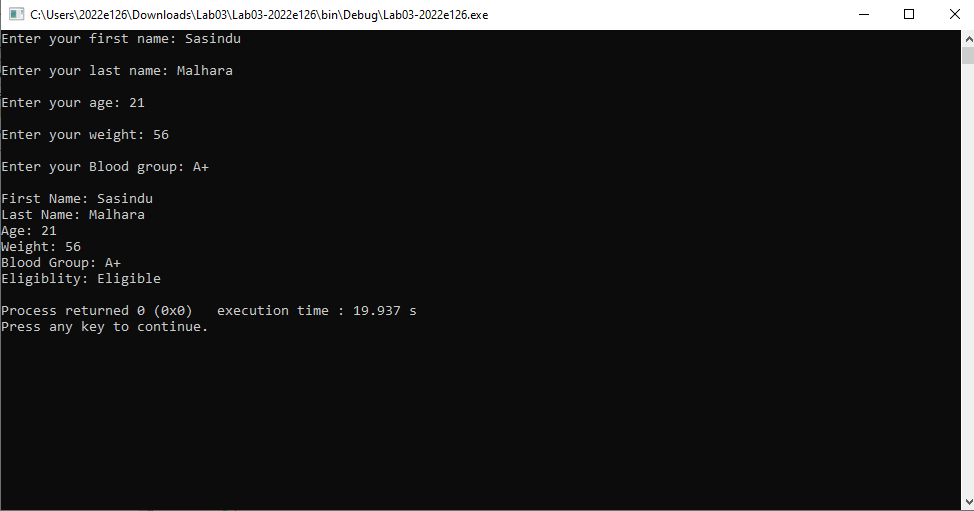 C:\Users\2022e126\Downloads\Lab03\Lab03-2022e126\bin\Debug\Lab03-2022e126.exe
Enter your first name: Sasindu
Enter your last name: Malhara
Enter your age: 21
Enter your weight: 56
Enter your Blood group: A+
First Name: Sasindu
Last Name: Malhara
Age: 21
Weight: 56
Blood Group: A+
Eligiblity: Eligible
Process returned 0 (0x0)   execution time : 19.937 s
Press any key to continue.